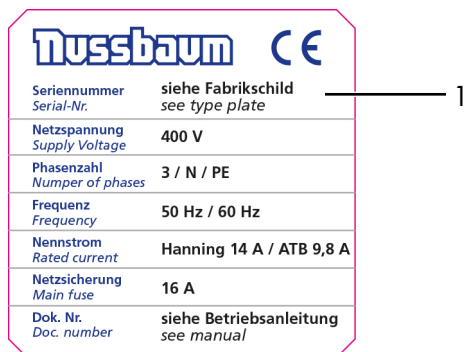 nussbaum CE
Seriennummer siehe Fabrikschild
Serial-Nr. see type plate
1
Netzspannung
Supply Voltage
400 V
Phasenzahl
Numper of phases
3 / N / PE
Frequenz
Frequency
50 Hz / 60 Hz
Nennstrom
Rated current
Hanning 14 A / ATB 9,8 A
Netzsicherung
Main fuse
16 A
Dok. Nr. siehe Betriebsanleitung
Doc. number see manual